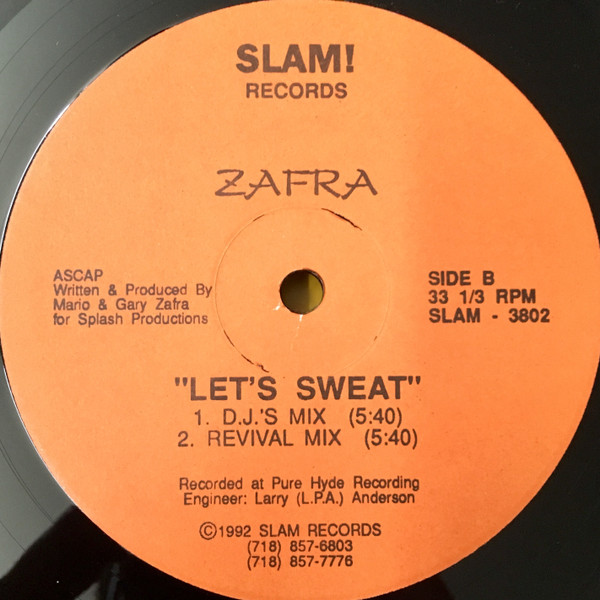 SLAM!
RECORDS
ZAFRA
ASCAP
Written & Produced By
Mario & Gary Zafra
for Splash Productions
SIDE B
33 1/3 RPM
SLAM - 3802
"LET'S SWEAT"
1. D.J.'S MIX (5:40)
2. REVIVAL MIX (5:40)
Recorded at Pure Hyde Recording
Engineer: Larry (L.P.A.) Anderson
©1992 SLAM RECORDS
(718) 857-6803
(718) 857-7776